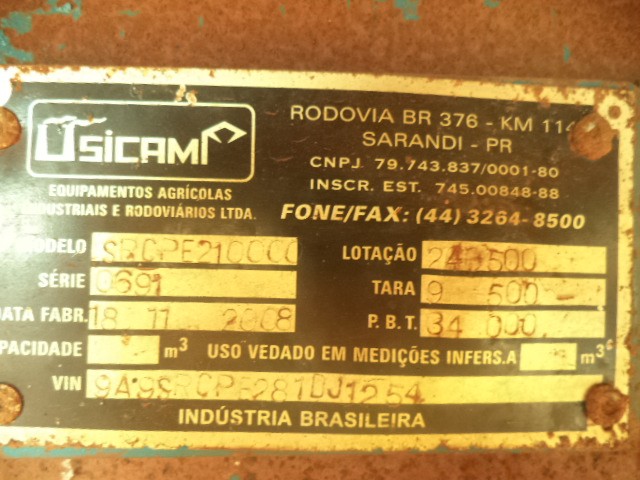 USICAMP
EQUIPAMENTOS AGRÍCOLAS
INDUSTRIAIS E RODOVIÁRIOS LTDA.
RODOVIA BR 376 - KM 114
SARANDI - PR
CNPJ 79.743.837/0001-80
INSCR. EST. 745.00848-88
FONE/FAX: (44) 3264-8500
MODELO
LOTAÇÃO 24 500
SÉRIE 0691
TARA 9 500
DATA FABR. 18 11 2008
P.B.T. 34 000
CAPACIDADE m³ USO VEDADO EM MEDIÇÕES INFERS.A m³
VIN
INDÚSTRIA BRASILEIRA